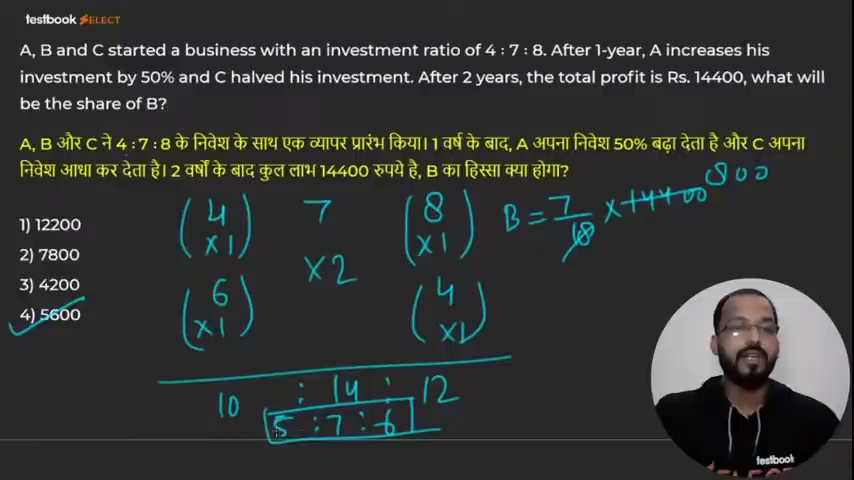 testbook SELECT
A, B and C started a business with an investment ratio of 4 : 7 : 8. After 1-year, A increases his
investment by 50% and C halved his investment. After 2 years, the total profit is Rs. 14400, what will
be the share of B?
A, B और C ने 4 : 7 : 8 के निवेश के साथ एक व्यापर प्रारंभ किया। 1 वर्ष के बाद, A अपना निवेश 50% बढ़ा देता है और C अपना
निवेश आधा कर देता है। 2 वर्षों के बाद कुल लाभ 14400 रुपये है, B का हिस्सा क्या होगा?
1) 12200
2) 7800
3) 4200
4) 5600
(4 7 (8
×1) ×1)
×2
(6 (4
×1) ×1)
10 : 14 : 12
5 : 7 : 6
B = 7/18 × 14400 800
testbook
SELECT